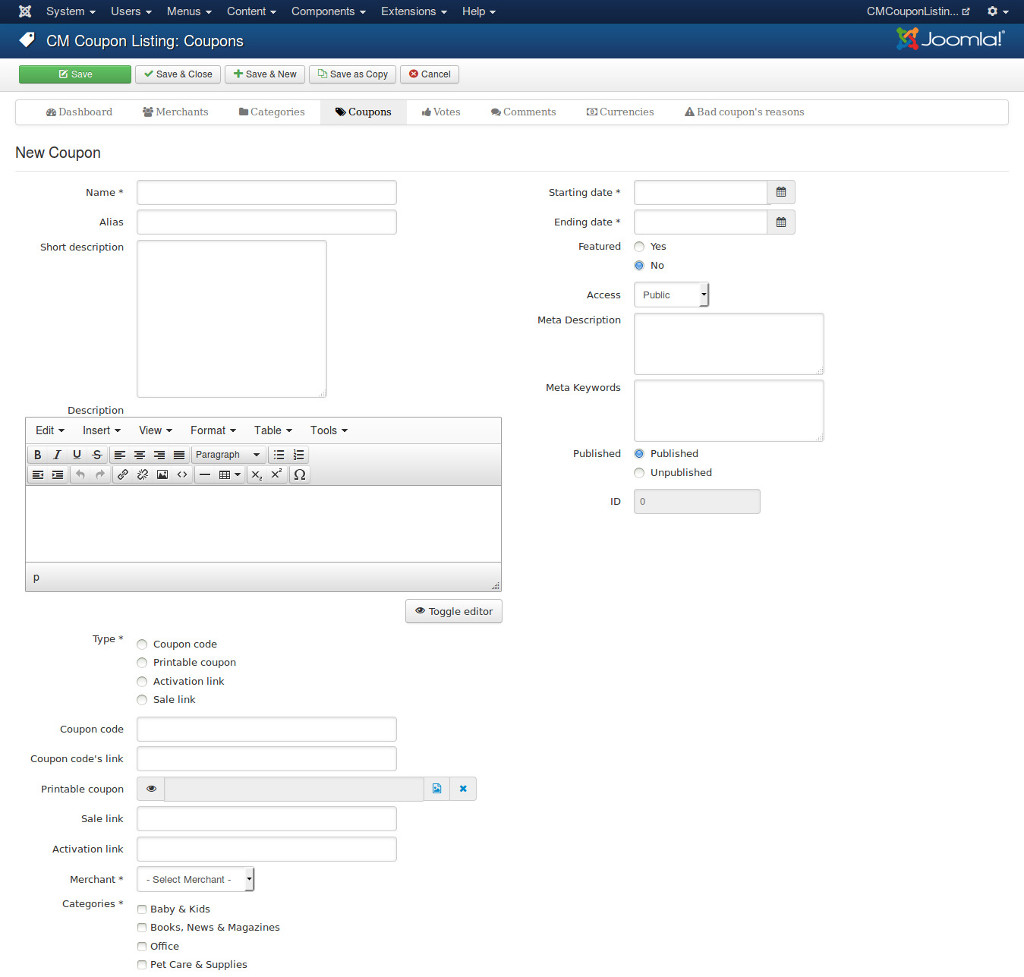 System Users Menus Content Components Extensions Help CMCouponListin...
CM Coupon Listing: Coupons Joomla!
Save Save & Close Save & New Save as Copy Cancel
Dashboard Merchants Categories Coupons Votes Comments Currencies Bad coupon's reasons
New Coupon
Name *
Alias
Short description
Description
Edit Insert View Format Table Tools
B I U S Paragraph
X₂ X² Ω
p
Toggle editor
Type *
Coupon code
Printable coupon
Activation link
Sale link
Coupon code
Coupon code's link
Printable coupon
Sale link
Activation link
Merchant * - Select Merchant -
Categories *
Baby & Kids
Books, News & Magazines
Office
Pet Care & Supplies
Starting date *
Ending date *
Featured Yes
No
Access Public
Meta Description
Meta Keywords
Published Published
Unpublished
ID 0